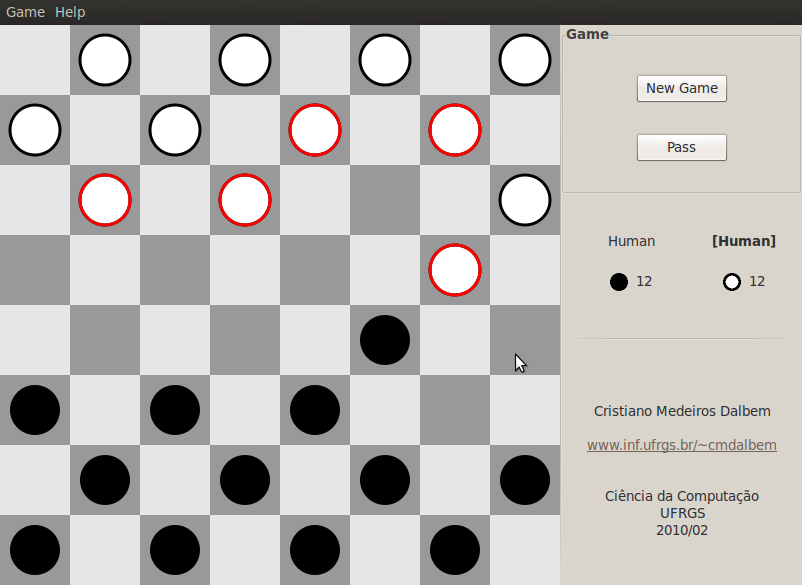 Game Help
Game
New Game
Pass
Human [Human]
12 12
Cristiano Medeiros Dalbem
www.inf.ufrgs.br/~cmdalbem
Ciência da Computação
UFRGS
2010/02